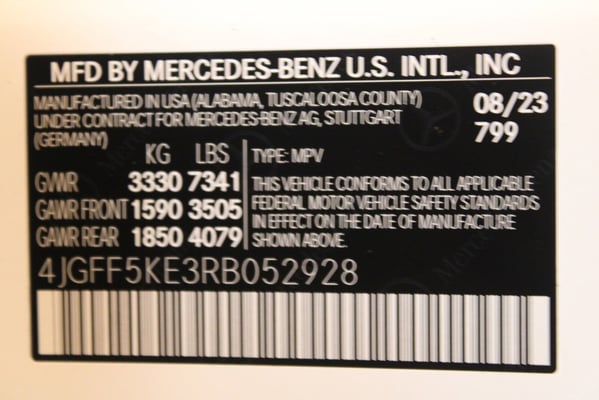 MFD BY MERCEDES-BENZ U.S. INTL., INC
MANUFACTURED IN USA (ALABAMA, TUSCALOOSA COUNTY)
UNDER CONTRACT FOR MERCEDES-BENZ AG, STUTTGART
(GERMANY)
08/23
799
KG LBS
GVWR 3330 7341
GAWR FRONT 1590 3505
GAWR REAR 1850 4079
TYPE: MPV
THIS VEHICLE CONFORMS TO ALL APPLICABLE
FEDERAL MOTOR VEHICLE SAFETY STANDARDS
IN EFFECT ON THE DATE OF MANUFACTURE
SHOWN ABOVE.
4JGFF5KE3RB052928